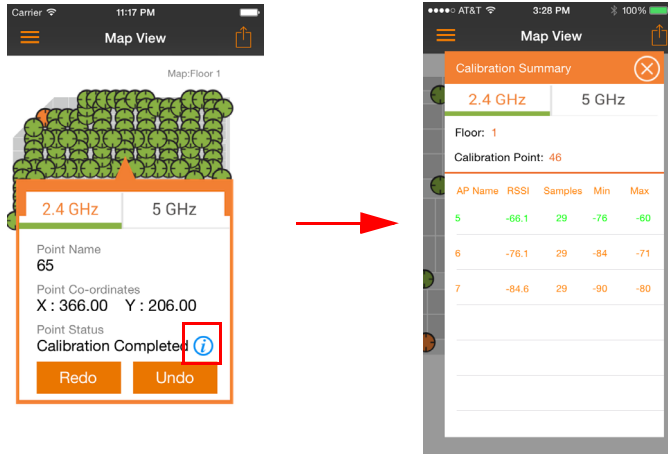 Carrier 11:17 PM
Map View
Map:Floor 1
2.4 GHz 5 GHz
Point Name
65
Point Co-ordinates
X : 366.00 Y : 206.00
Point Status
Calibration Completed i
Redo Undo
AT&T 3:28 PM 100%
Map View
Calibration Summary
2.4 GHz 5 GHz
Floor: 1
Calibration Point: 46
AP Name RSSI Samples Min Max
5 -66.1 29 -76 -60
6 -76.1 29 -84 -71
7 -84.6 29 -90 -80